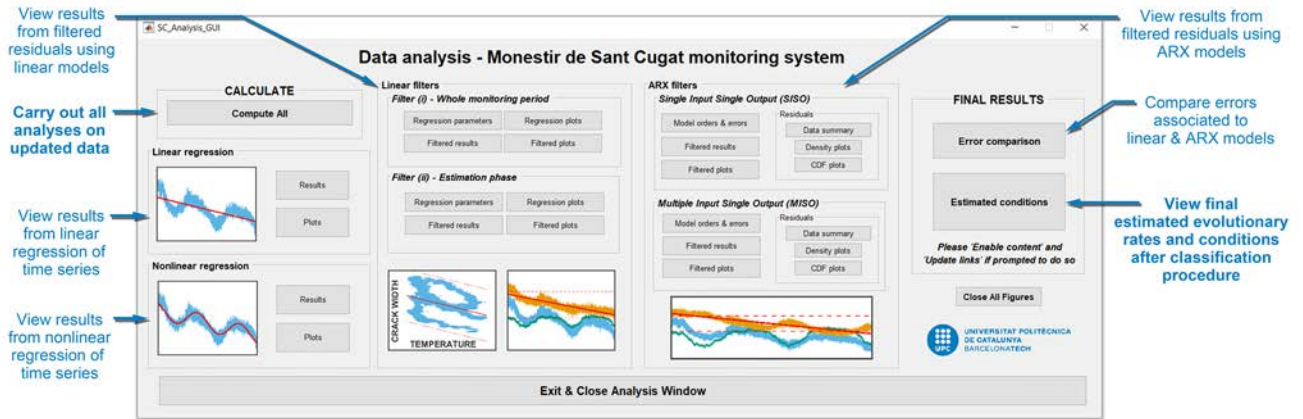 View results
from filtered
residuals using
linear models
Carry out all
analyses on
updated data
View results
from linear
regression of
time series
View results
from nonlinear
regression of
time series
SC_Analysis_GUI
Data analysis - Monestir de Sant Cugat monitoring system
CALCULATE
Compute All
Linear regression
Results
Plots
Nonlinear regression
Results
Plots
Linear filters
Filter (i) - Whole monitoring period
Regression parameters
Regression plots
Filtered results
Filtered plots
Filter (ii) - Estimation phase
Regression parameters
Regression plots
Filtered results
Filtered plots
CRACK WIDTH
TEMPERATURE
ARX filters
Single Input Single Output (SISO)
Model orders & errors
Filtered results
Filtered plots
Residuals
Data summary
Density plots
CDF plots
Multiple Input Single Output (MISO)
Model orders & errors
Filtered results
Filtered plots
Residuals
Data summary
Density plots
CDF plots
FINAL RESULTS
Error comparison
Estimated conditions
Please 'Enable content' and
'Update links' if prompted to do so
Close All Figures
UPC
UNIVERSITAT POLITÈCNICA
DE CATALUNYA
BARCELONATECH
Exit & Close Analysis Window
View results from
filtered residuals using
ARX models
Compare errors
associated to
linear & ARX models
View final
estimated evolutionary
rates and conditions
after classification
procedure